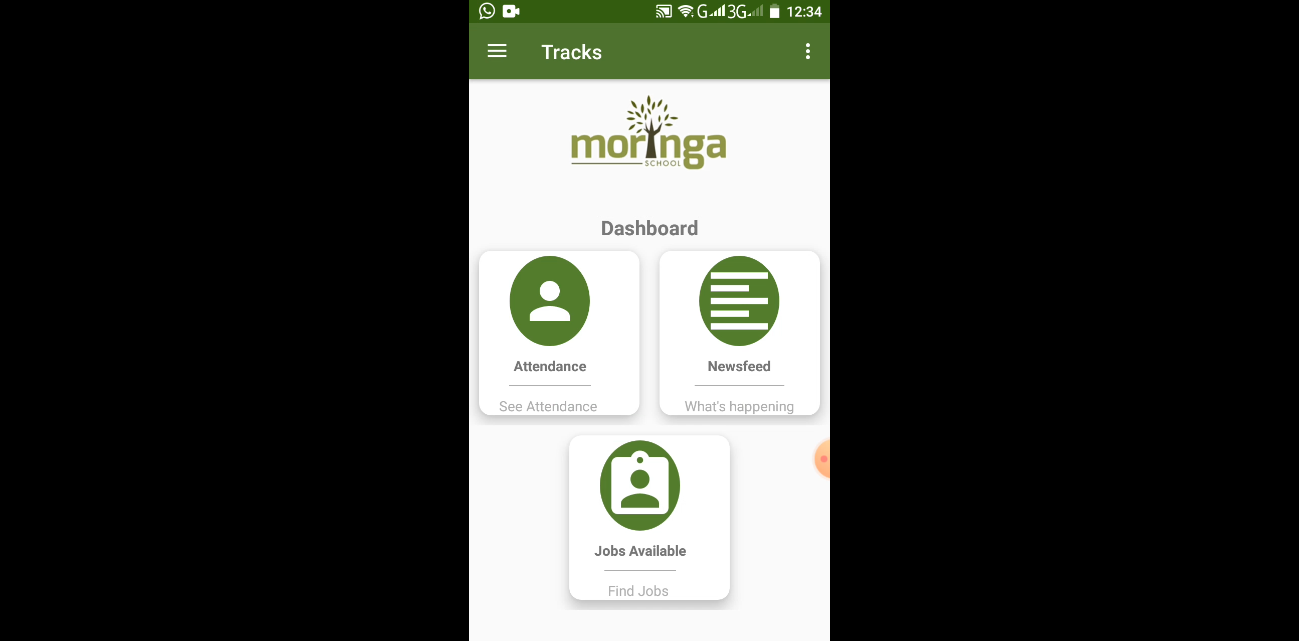 G 3G 12:34
Tracks
moringa
SCHOOL
Dashboard
Attendance
See Attendance
Newsfeed
What's happening
Jobs Available
Find Jobs